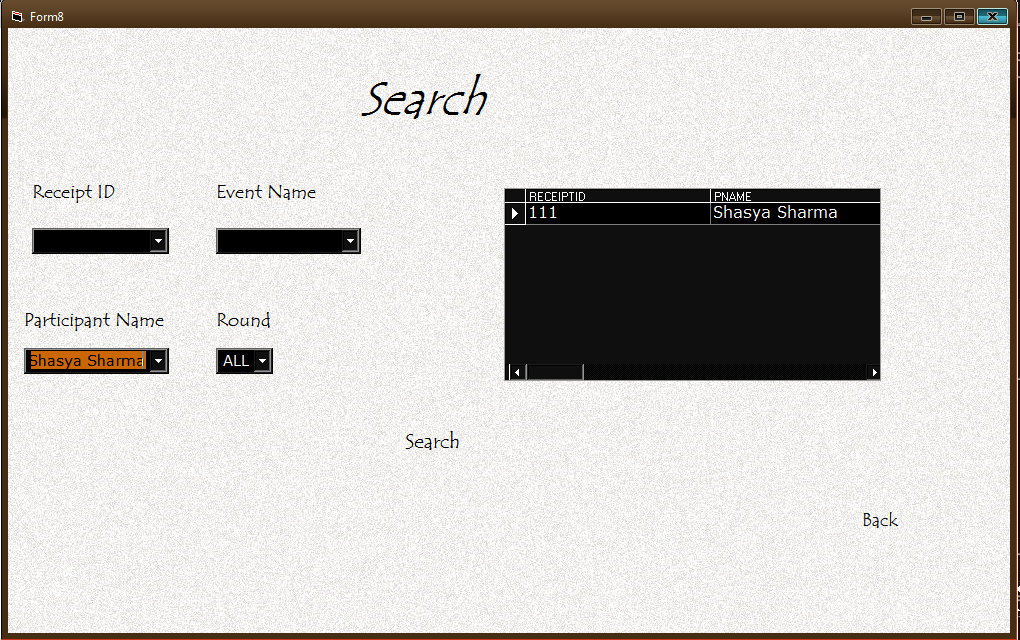 Form8
Search
Receipt ID Event Name
RECEIPTID PNAME
111 Shasya Sharma
Participant Name Round
Shasya Sharma ALL
Search
Back